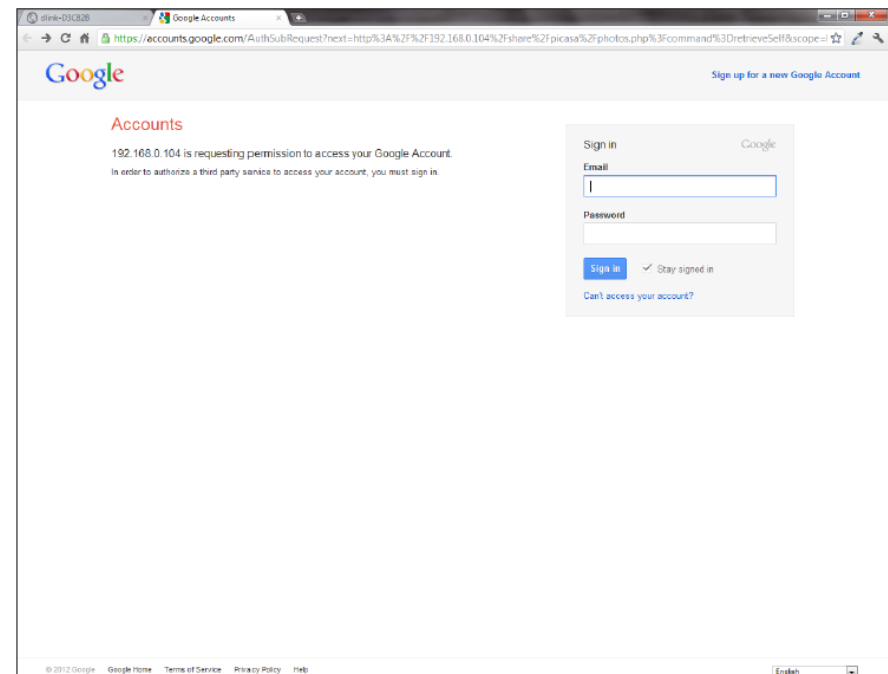 dlink-D3C82B
Google Accounts
https://accounts.google.com/AuthSubRequest?next=http%3A%2F%2F192.168.0.104%2Fshare%2Fpicasa%2Fphotos.php%3Fcommand%3DretrieveSelf&scope=
Google
Sign up for a new Google Account
Accounts
192.168.0.104 is requesting permission to access your Google Account.
In order to authorize a third party service to access your account, you must sign in.
Sign in
Google
Email
Password
Sign in
Stay signed in
Can't access your account?
© 2012 Google
Google Home
Terms of Service
Privacy Policy
Help
English